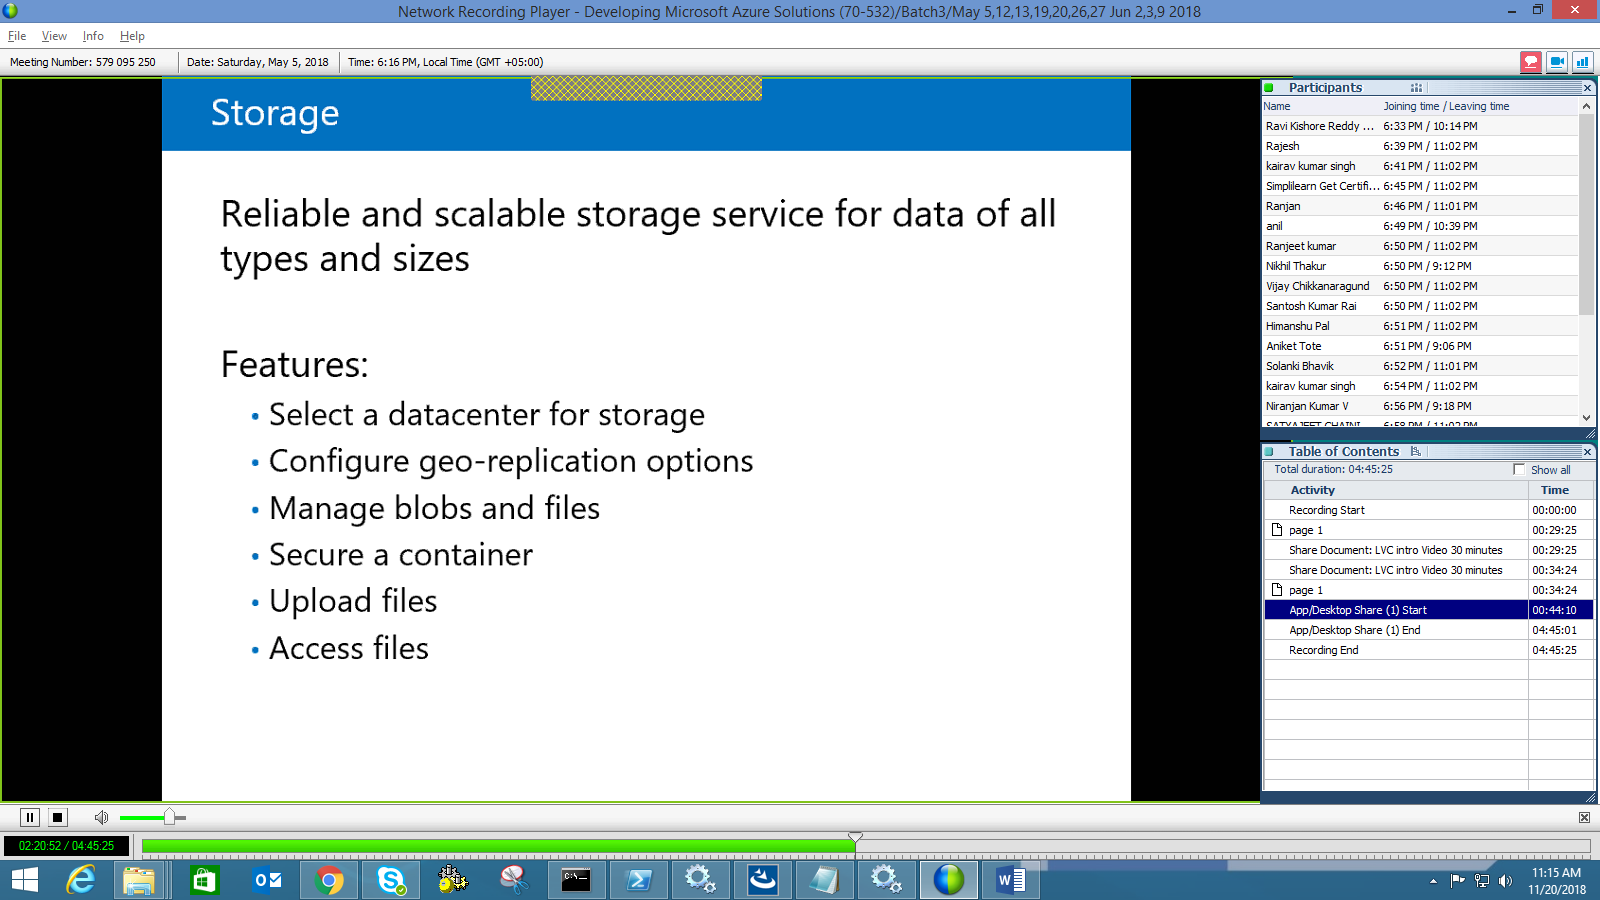 Network Recording Player - Developing Microsoft Azure Solutions (70-532)/Batch3/May 5,12,13,19,20,26,27 Jun 2,3,9 2018
File View Info Help
Meeting Number: 579 095 250 Date: Saturday, May 5, 2018 Time: 6:16 PM, Local Time (GMT +05:00)
Storage
Reliable and scalable storage service for data of all
types and sizes
Features:
• Select a datacenter for storage
• Configure geo-replication options
• Manage blobs and files
• Secure a container
• Upload files
• Access files
Participants
Name Joining time / Leaving time
Ravi Kishore Reddy ... 6:33 PM / 10:14 PM
Rajesh 6:39 PM / 11:02 PM
kairav kumar singh 6:41 PM / 11:02 PM
Simplilearn Get Certifi... 6:45 PM / 11:02 PM
Ranjan 6:46 PM / 11:01 PM
anil 6:49 PM / 10:39 PM
Ranjeet kumar 6:50 PM / 11:02 PM
Nikhil Thakur 6:50 PM / 9:12 PM
Vijay Chikkanaragund 6:50 PM / 11:02 PM
Santosh Kumar Rai 6:50 PM / 11:02 PM
Himanshu Pal 6:51 PM / 11:02 PM
Aniket Tote 6:51 PM / 9:06 PM
Solanki Bhavik 6:52 PM / 11:01 PM
kairav kumar singh 6:54 PM / 11:02 PM
Niranjan Kumar V 6:56 PM / 9:18 PM
SATYAJEET CHAINI 6:58 PM / 11:02 PM
Table of Contents
Total duration: 04:45:25 Show all
Activity Time
Recording Start 00:00:00
page 1 00:29:25
Share Document: LVC intro Video 30 minutes 00:29:25
Share Document: LVC intro Video 30 minutes 00:34:24
page 1 00:34:24
App/Desktop Share (1) Start 00:44:10
App/Desktop Share (1) End 04:45:01
Recording End 04:45:25
02:20:52 / 04:45:25
11:15 AM
11/20/2018